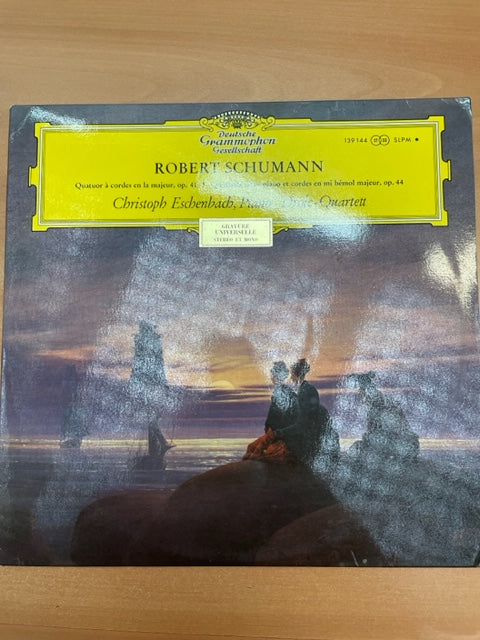 Deutsche
Grammophon
Gesellschaft
139144 SLPM
ROBERT SCHUMANN
Quatuor à cordes en la majeur, op. 41, piano et cordes en mi bémol majeur, op. 44
Christoph Eschenbach, Piano · Drolc-Quartett
GRAVURE
UNIVERSELLE
STEREO ET MONO